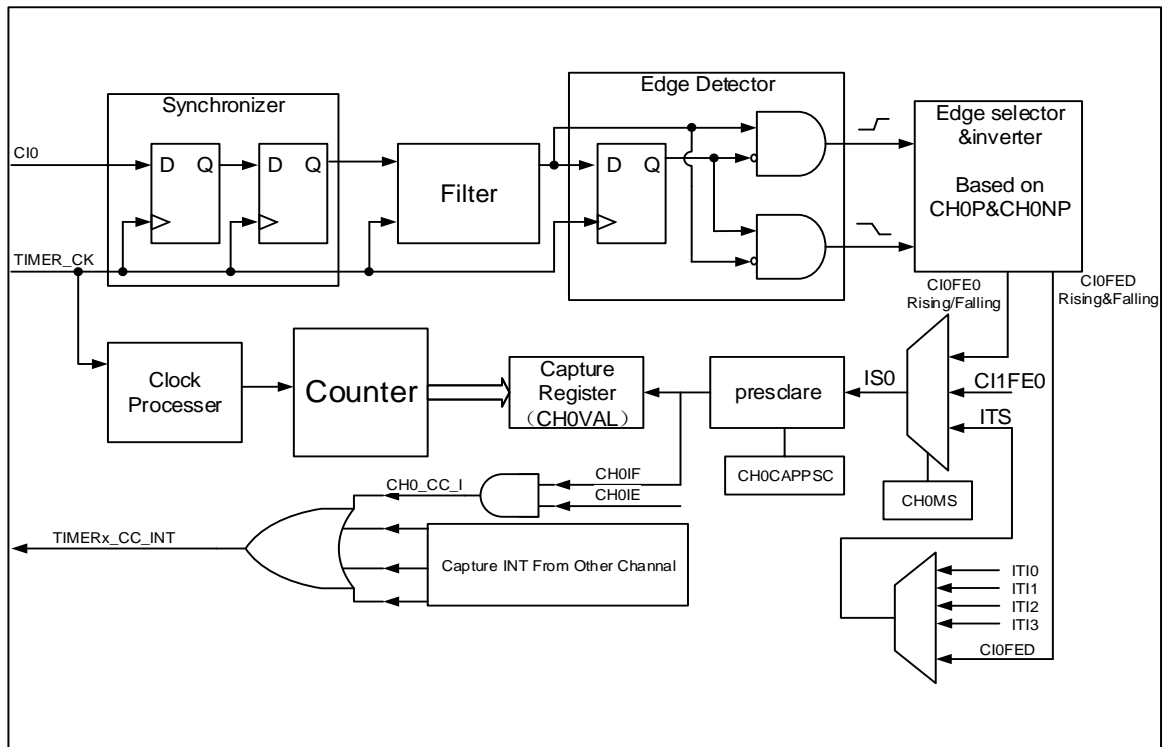 Synchronizer
Edge Detector
Edge selector
&inverter
Based on
CH0P&CH0NP
CI0
D Q
D Q
Filter
D Q
TIMER_CK
CI0FE0
Rising/Falling
CI0FED
Rising&Falling
Clock
Processer
Counter
Capture
Register
（CH0VAL）
presclare
IS0
CI1FE0
ITS
CH0CAPPSC
CH0MS
CH0_CC_I
CH0IF
CH0IE
TIMERx_CC_INT
Capture INT From Other Channel
ITI0
ITI1
ITI2
ITI3
CI0FED